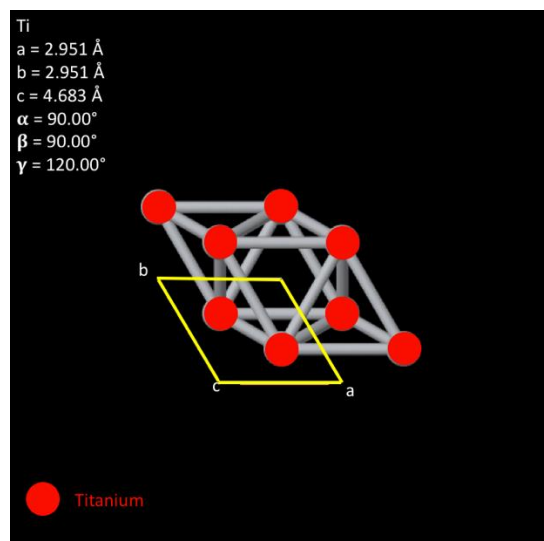 Ti
a = 2.951 Å
b = 2.951 Å
c = 4.683 Å
α = 90.00°
β = 90.00°
γ = 120.00°
b
c
a
Titanium